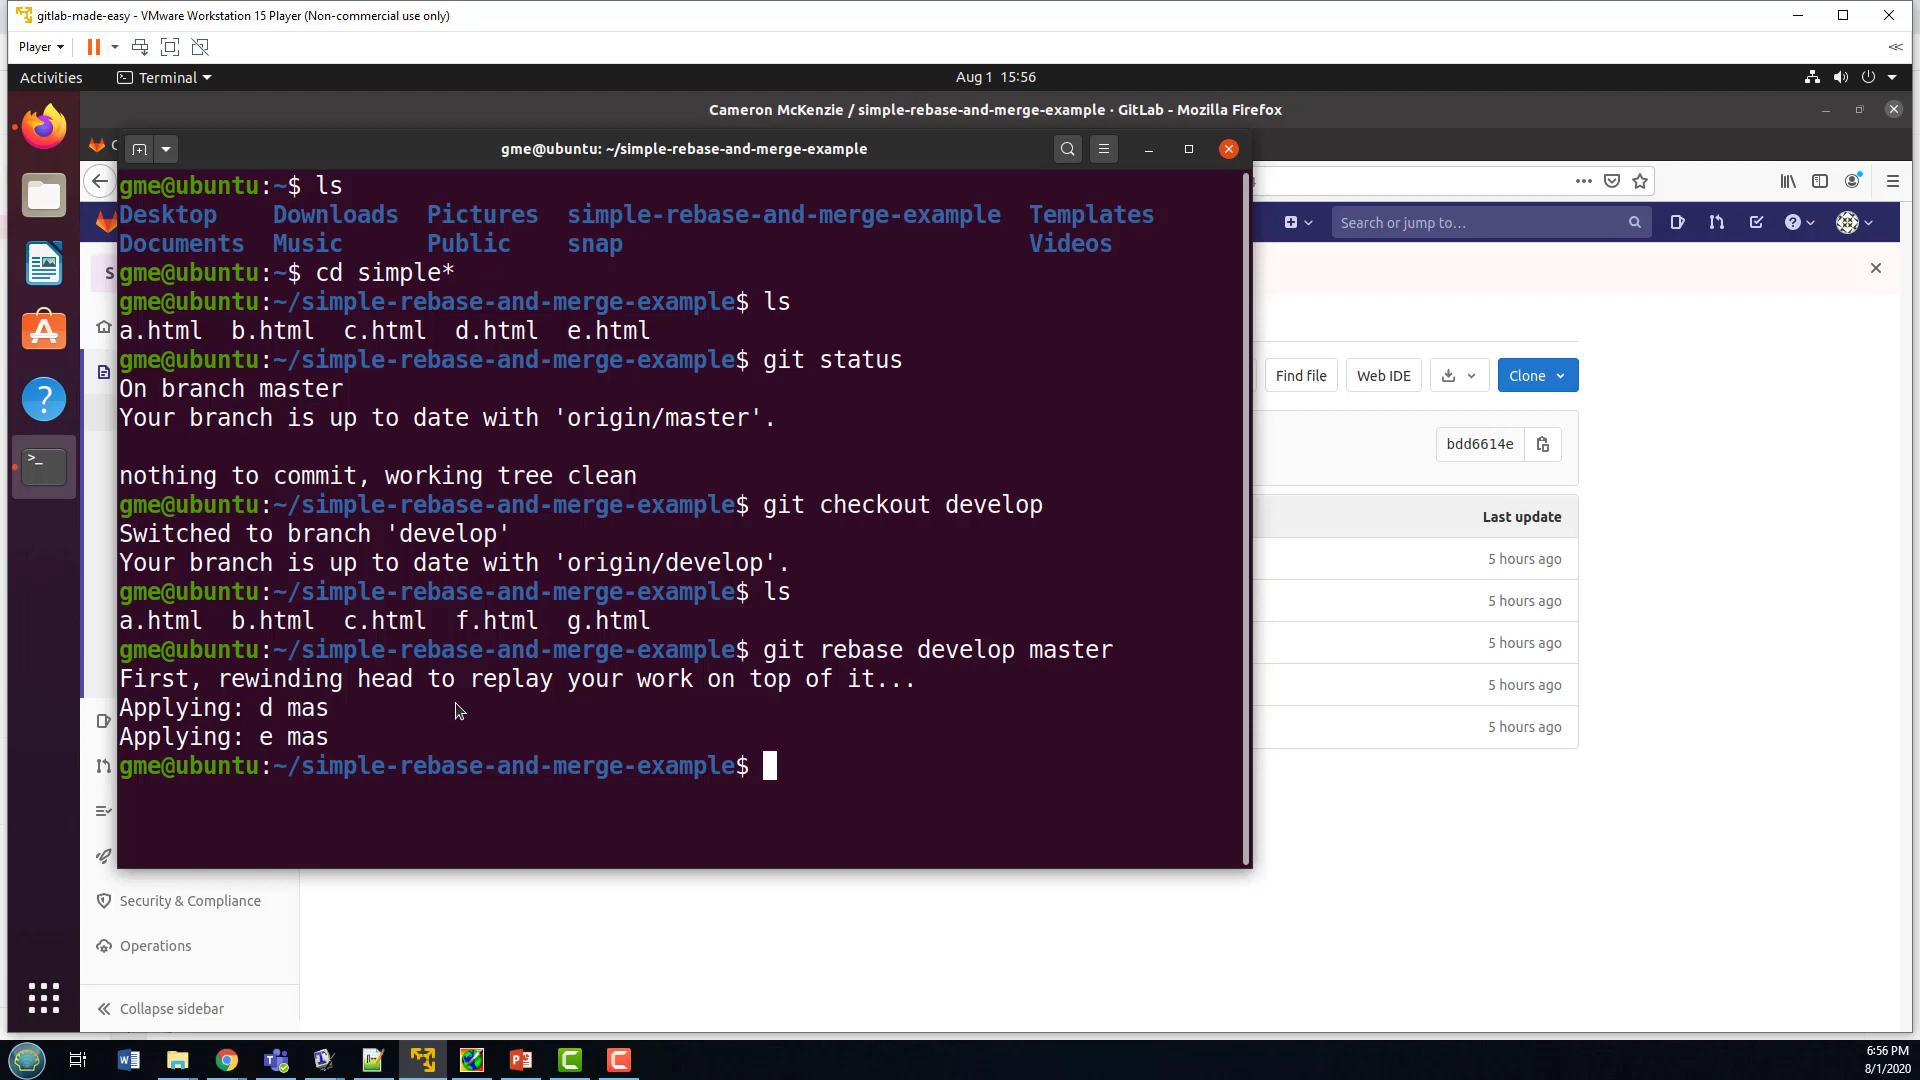 gitlab-made-easy - VMware Workstation 15 Player (Non-commercial use only)
Player
Activities
Terminal
Aug 1 15:56
Cameron McKenzie / simple-rebase-and-merge-example · GitLab - Mozilla Firefox
gme@ubuntu: ~/simple-rebase-and-merge-example
gme@ubuntu:~$ ls
Desktop Downloads Pictures simple-rebase-and-merge-example Templates
Documents Music Public snap Videos
gme@ubuntu:~$ cd simple*
gme@ubuntu:~/simple-rebase-and-merge-example$ ls
a.html b.html c.html d.html e.html
gme@ubuntu:~/simple-rebase-and-merge-example$ git status
On branch master
Your branch is up to date with 'origin/master'.
nothing to commit, working tree clean
gme@ubuntu:~/simple-rebase-and-merge-example$ git checkout develop
Switched to branch 'develop'
Your branch is up to date with 'origin/develop'.
gme@ubuntu:~/simple-rebase-and-merge-example$ ls
a.html b.html c.html f.html g.html
gme@ubuntu:~/simple-rebase-and-merge-example$ git rebase develop master
First, rewinding head to replay your work on top of it...
Applying: d mas
Applying: e mas
gme@ubuntu:~/simple-rebase-and-merge-example$
Search or jump to...
Find file
Web IDE
Clone
bdd6614e
Last update
5 hours ago
5 hours ago
5 hours ago
5 hours ago
5 hours ago
S
Security & Compliance
Operations
Collapse sidebar
6:56 PM
8/1/2020